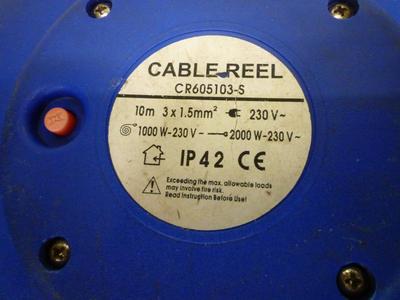 CABLE REEL
CR605103-S
10m 3 x 1.5mm² 230 V~
1000 W-230 V~ 2000 W-230 V~
IP42 CE
Exceeding the max. allowable loads
may involve fire risk.
Read Instruction Before Use!